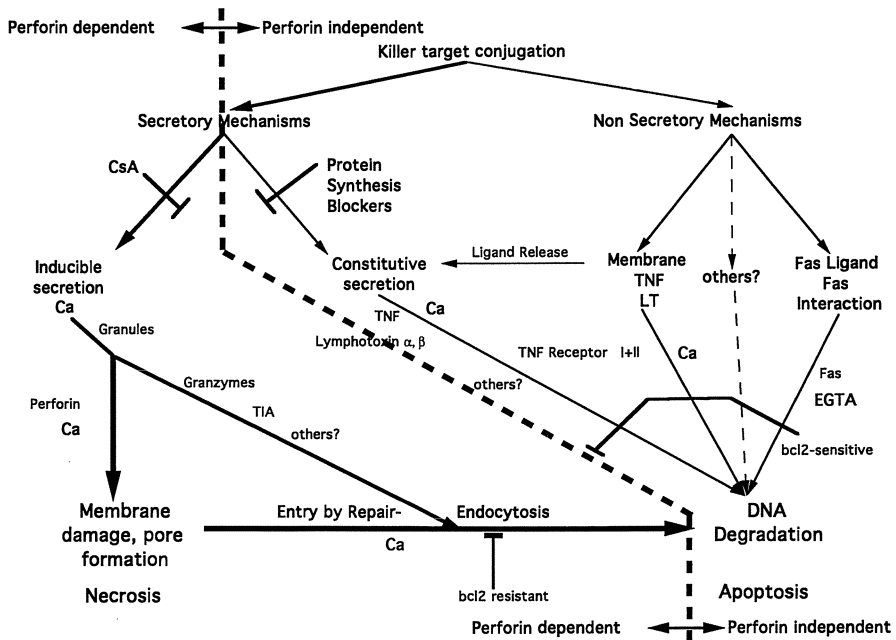 Perforin dependent
Perforin independent
Killer target conjugation
Secretory Mechanisms
Non Secretory Mechanisms
CsA
Protein
Synthesis
Blockers
Inducible
secretion
Ca
Constitutive
secretion
Ligand Release
Membrane
TNF
LT
others?
Fas Ligand
Fas
Interaction
Granules
TNF
Ca
Lymphotoxin α, β
TNF Receptor I+II
Ca
Fas
EGTA
Perforin
Ca
Granzymes
TIA
others?
others?
bcl2-sensitive
Membrane
damage, pore
formation
Entry by Repair-
Endocytosis
Ca
DNA
Degradation
Necrosis
bcl2 resistant
Apoptosis
Perforin dependent
Perforin independent